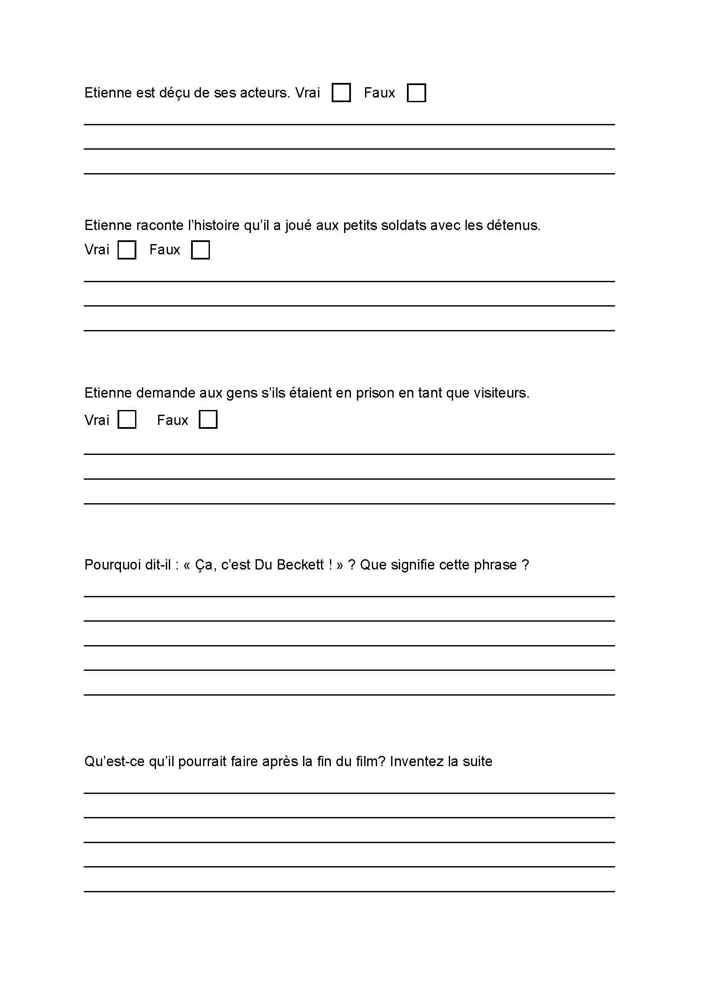 Etienne est déçu de ses acteurs. Vrai Faux
Etienne raconte l’histoire qu’il a joué aux petits soldats avec les détenus.
Vrai Faux
Etienne demande aux gens s’ils étaient en prison en tant que visiteurs.
Vrai Faux
Pourquoi dit-il : « Ça, c’est Du Beckett ! » ? Que signifie cette phrase ?
Qu’est-ce qu’il pourrait faire après la fin du film? Inventez la suite